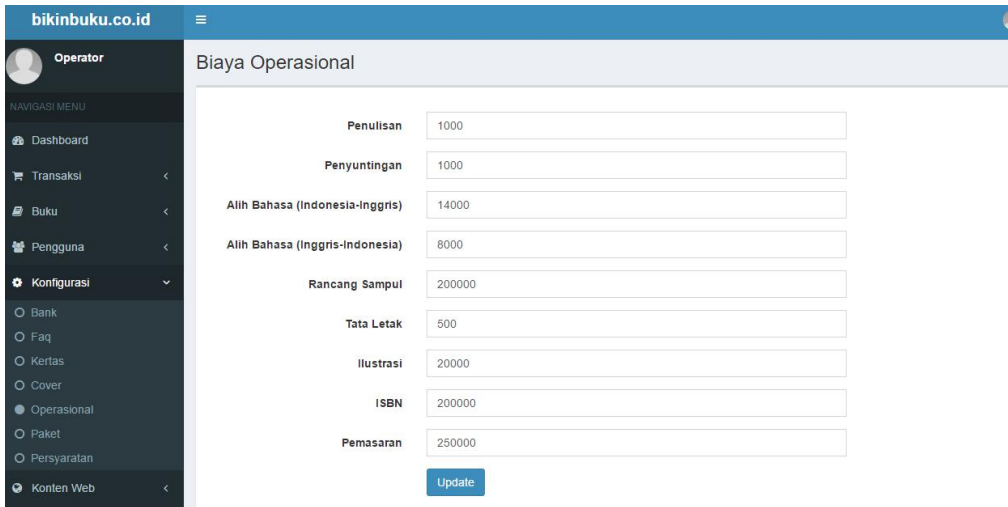 bikinbuku.co.id
Operator
NAVIGASI MENU
Dashboard
Transaksi
Buku
Pengguna
Konfigurasi
Bank
Faq
Kertas
Cover
Operasional
Paket
Persyaratan
Konten Web
Biaya Operasional
Penulisan 1000
Penyuntingan 1000
Alih Bahasa (Indonesia-Inggris) 14000
Alih Bahasa (Inggris-Indonesia) 8000
Rancang Sampul 200000
Tata Letak 500
Ilustrasi 20000
ISBN 200000
Pemasaran 250000
Update